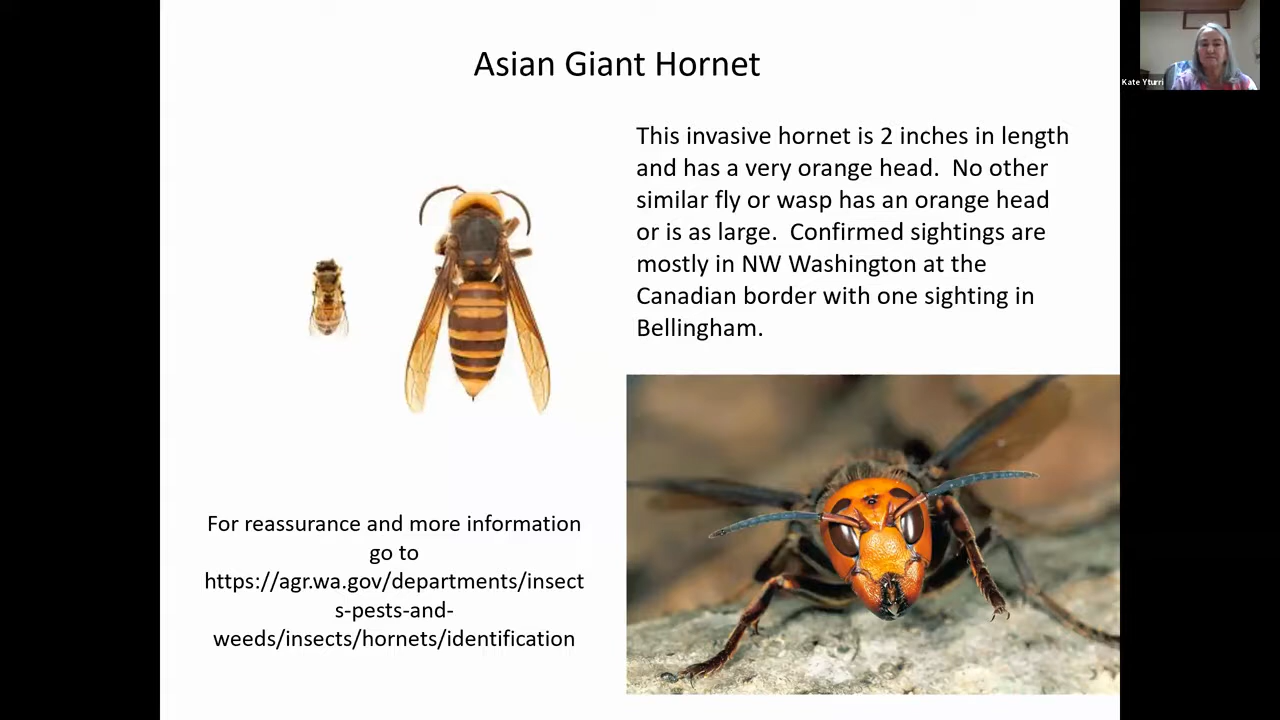 Asian Giant Hornet
Kate Yturri
This invasive hornet is 2 inches in length
and has a very orange head.  No other
similar fly or wasp has an orange head
or is as large.  Confirmed sightings are
mostly in NW Washington at the
Canadian border with one sighting in
Bellingham.
For reassurance and more information
go to
https://agr.wa.gov/departments/insect
s-pests-and-
weeds/insects/hornets/identification